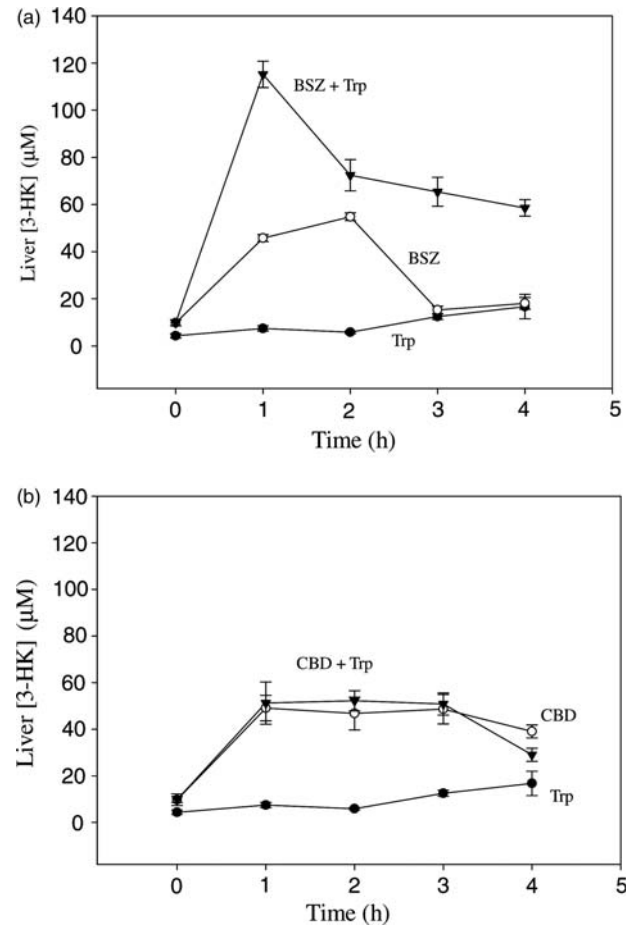 (a)
140
120
100
80
60
40
20
0
Liver [3-HK] (µM)
BSZ + Trp
BSZ
Trp
0 1 2 3 4 5
Time (h)
(b)
140
120
100
80
60
40
20
0
Liver [3-HK] (µM)
CBD + Trp
CBD
Trp
0 1 2 3 4 5
Time (h)